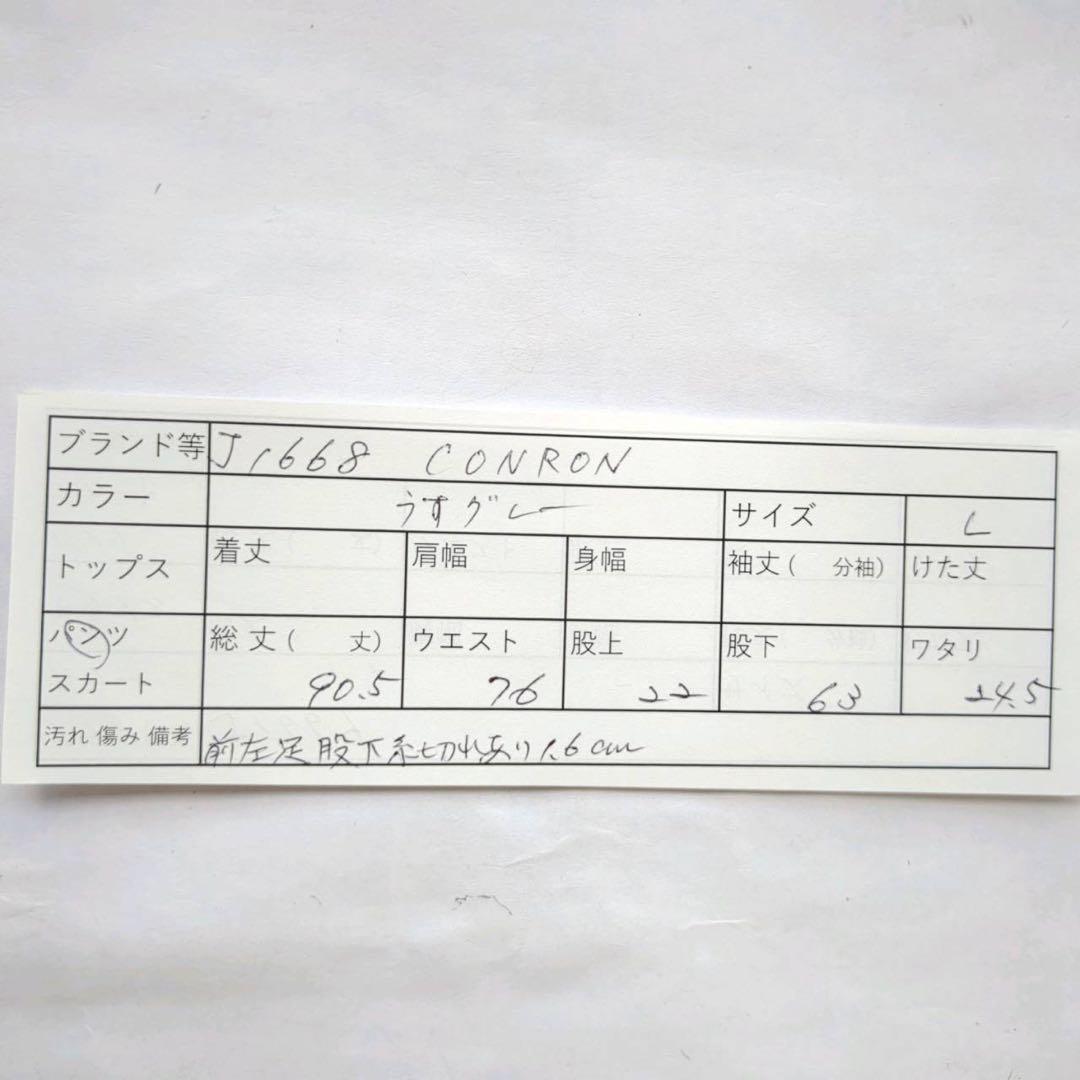 ブランド等 J1668 CONRON
カラー うすグレー サイズ L
トップス 着丈( 肩幅 身幅 袖丈( 分袖) けた丈
パンツ 総丈( 丈) ウエスト 股上 股下 ワタリ
スカート 90.5 76 22 63 24.5
汚れ 傷み 備考 前左足股下糸切れあり1.6cm